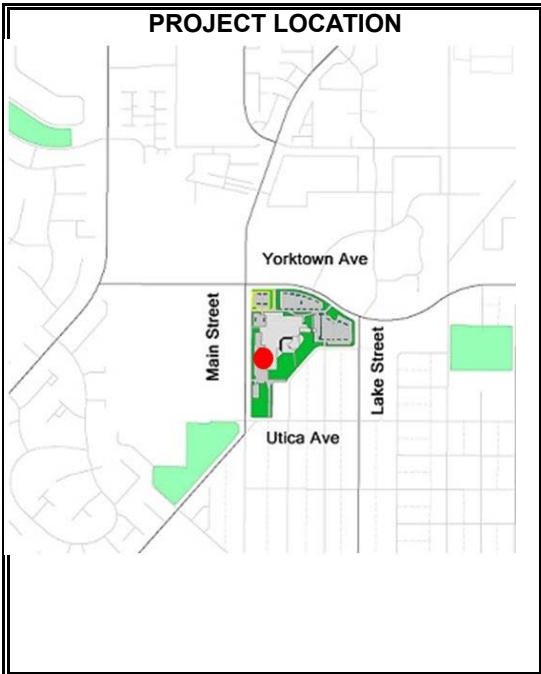 PROJECT LOCATION
Yorktown Ave
Main Street
Lake Street
Utica Ave